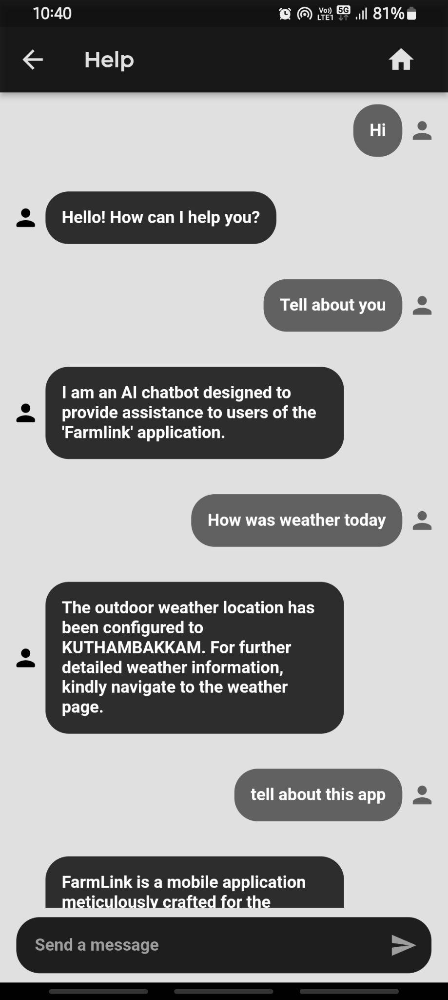 10:40
Vo))
LTE1
5G
81%
Help
Hi
Hello! How can I help you?
Tell about you
I am an AI chatbot designed to
provide assistance to users of the
'Farmlink' application.
How was weather today
The outdoor weather location has
been configured to
KUTHAMBAKKAM. For further
detailed weather information,
kindly navigate to the weather
page.
tell about this app
FarmLink is a mobile application
meticulously crafted for the
Send a message